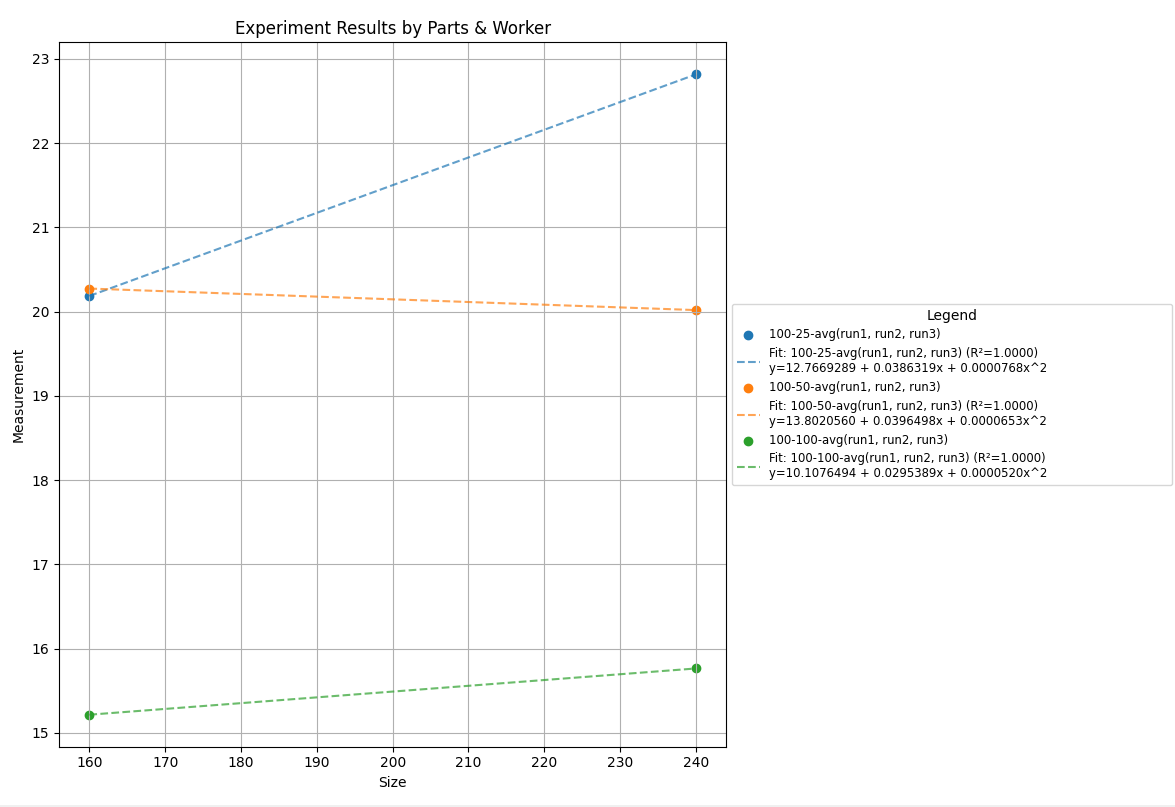 Experiment Results by Parts & Worker
23
22
21
20
19
18
17
16
15
Measurement
160 170 180 190 200 210 220 230 240
Size
Legend
100-25-avg(run1, run2, run3)
Fit: 100-25-avg(run1, run2, run3) (R²=1.0000)
y=12.7669289 + 0.0386319x + 0.0000768x^2
100-50-avg(run1, run2, run3)
Fit: 100-50-avg(run1, run2, run3) (R²=1.0000)
y=13.8020560 + 0.0396498x + 0.0000653x^2
100-100-avg(run1, run2, run3)
Fit: 100-100-avg(run1, run2, run3) (R²=1.0000)
y=10.1076494 + 0.0295389x + 0.0000520x^2